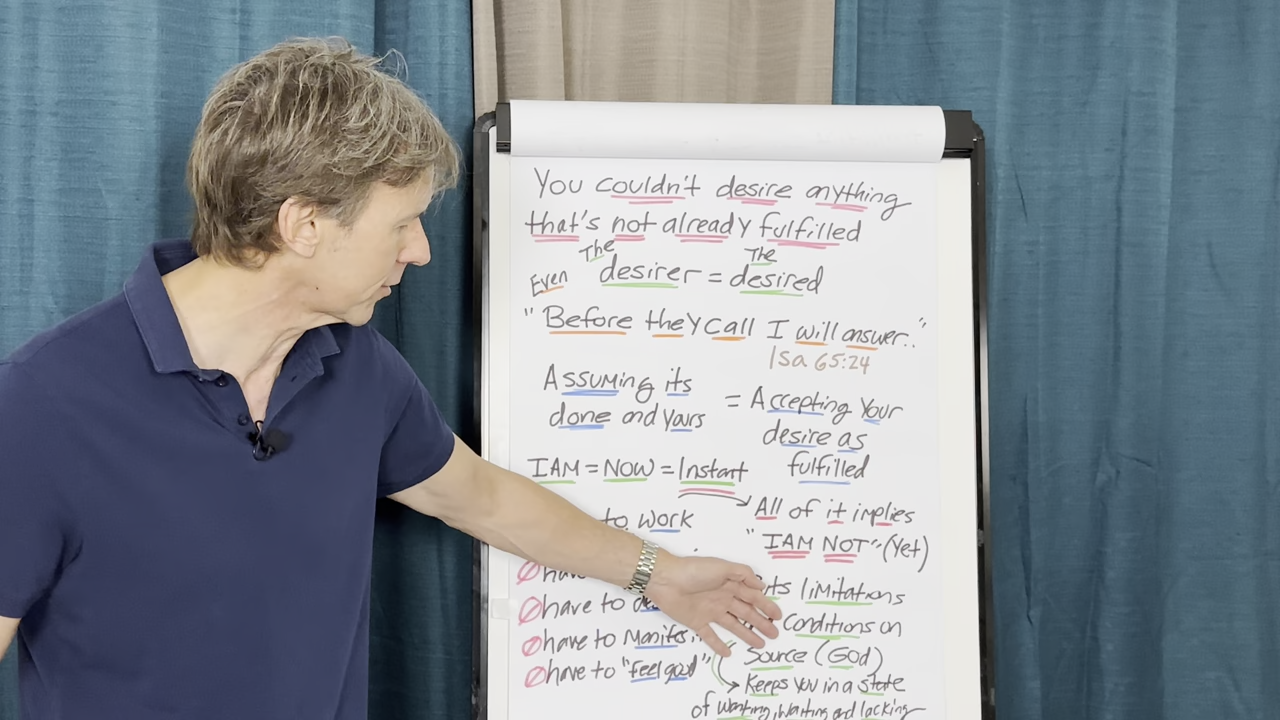 You couldn't desire anything
that's not already fulfilled
Even The desirer = The desired
"Before they call I will answer."
Isa 65:24
Assuming its
done and yours
= Accepting your
desire as
fulfilled
IAM = NOW = Instant
All of it implies
"IAM NOT" (Yet)
to work
have to
have to Manifes
have to "feel good"
limitations
Conditions on
Source (God)
Keeps you in a state
of wanting, waiting and lacking